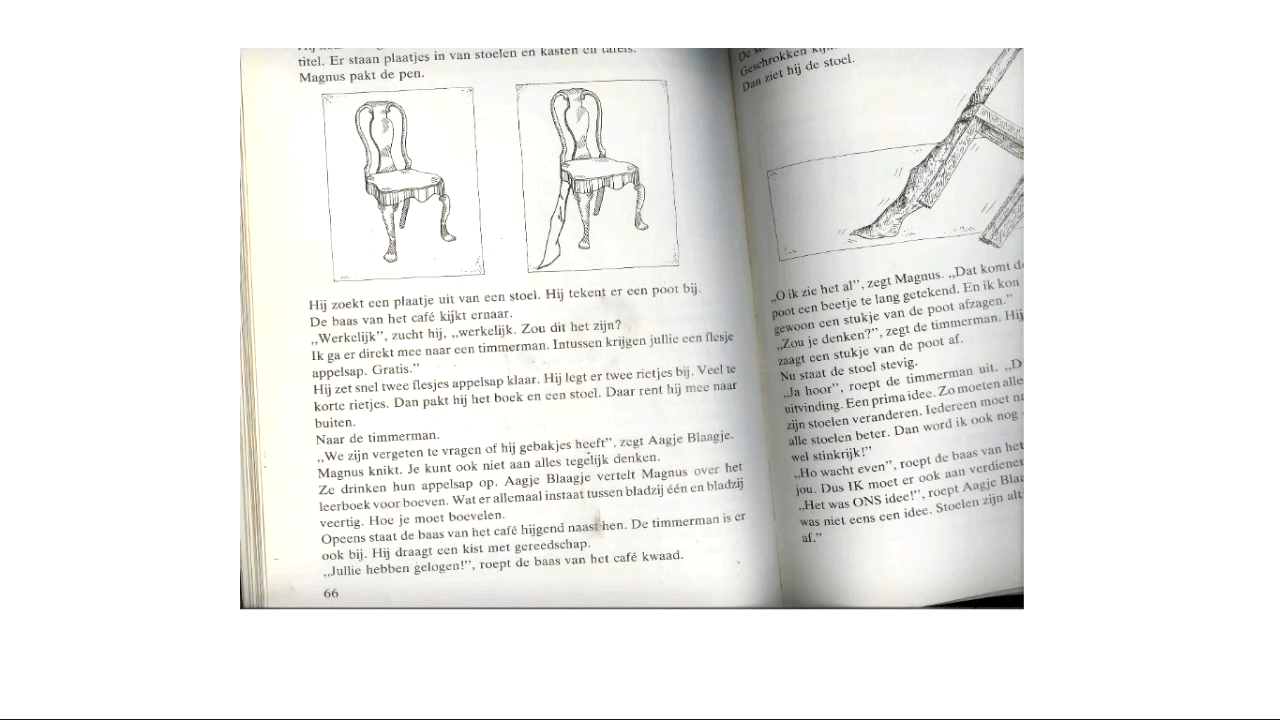 titel. Er staan plaatjes in van stoelen en kasten en tafels.
Magnus pakt de pen.
Hij zoekt een plaatje uit van een stoel. Hij tekent er een poot bij.
De baas van het café kijkt ernaar.
„Werkelijk”, zucht hij, „werkelijk. Zou dit het zijn?
Ik ga er direkt mee naar een timmerman. Intussen krijgen jullie een flesje
appelsap. Gratis.”
Hij zet snel twee flesjes appelsap klaar. Hij legt er twee rietjes bij. Veel te
korte rietjes. Dan pakt hij het boek en een stoel. Daar rent hij mee naar
buiten.
Naar de timmerman.
„We zijn vergeten te vragen of hij gebakjes heeft”, zegt Aagje Blaagje.
Magnus knikt. Je kunt ook niet aan alles tegelijk denken.
Ze drinken hun appelsap op. Aagje Blaagje vertelt Magnus over het
leerboek voor boeven. Wat er allemaal instaat tussen bladzij één en bladzij
veertig. Hoe je moet boevelen.
Opeens staat de baas van het café hijgend naast hen. De timmerman is er
ook bij. Hij draagt een kist met gereedschap.
„Jullie hebben gelogen!”, roept de baas van het café kwaad.
66
Geschrokken
Dan ziet hij de stoel.
„O ik zie het al”, zegt Magnus. „Dat komt
poot een beetje te lang getekend. En ik kon
gewoon een stukje van de poot afzagen.”
„Zou je denken?”, zegt de timmerman. Hij
zaagt een stukje van de poot af.
Nu staat de stoel stevig.
„Ja hoor”, roept de timmerman uit. „D
uitvinding. Een prima idee. Zo moeten alle
zijn stoelen veranderen. Iedereen moet
alle stoelen beter. Dan word ik ook nog
wel stinkrijk!”
„Ho wacht even”, roept de baas van het
jou. Dus IK moet er ook aan verdienen
„Het was ONS idee!”, roept Aagje Blaa
was niet eens een idee. Stoelen zijn alt
af.”